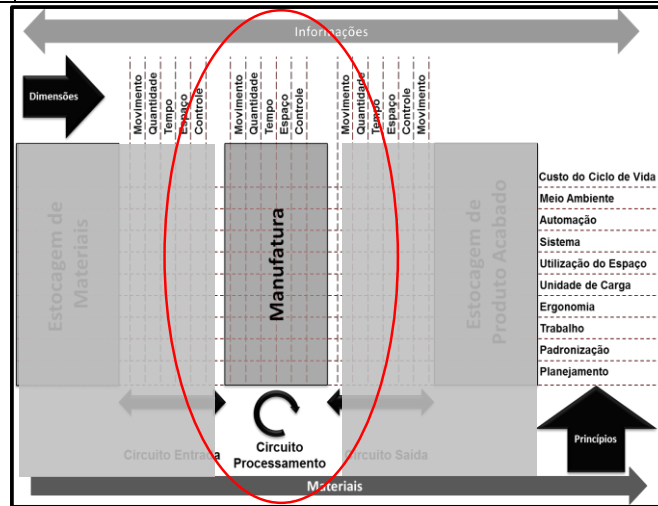 Informações
Dimensões
Movimento
Quantidade
Tempo
Espaço
Controle
Movimento
Quantidade
Tempo
Espaço
Controle
Movimento
Quantidade
Tempo
Espaço
Controle
Movimento
Estocagem de
Materiais
Manufatura
Estocagem de
Produto Acabado
Custo do Ciclo de Vida
Meio Ambiente
Automação
Sistema
Utilização do Espaço
Unidade de Carga
Ergonomia
Trabalho
Padronização
Planejamento
Circuito Entrada
Circuito
Processamento
Circuito Saída
Princípios
Materiais